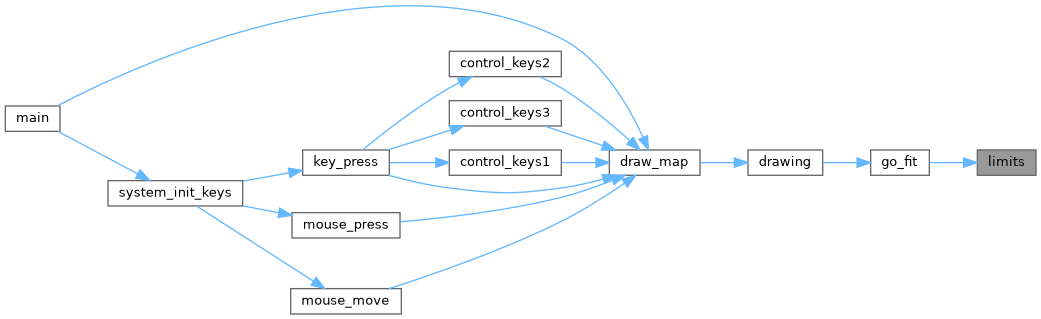 main
system_init_keys
key_press
mouse_press
mouse_move
control_keys2
control_keys3
control_keys1
draw_map
drawing
go_fit
limits